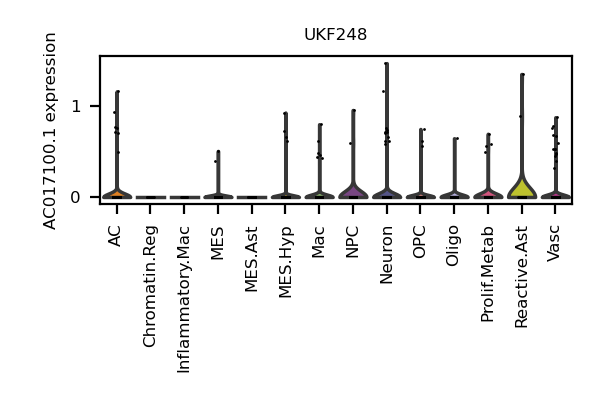 UKF248
AC017100.1 expression
1
0
AC
Chromatin.Reg
Inflammatory.Mac
MES
MES.Ast
MES.Hyp
Mac
NPC
Neuron
OPC
Oligo
Prolif.Metab
Reactive.Ast
Vasc